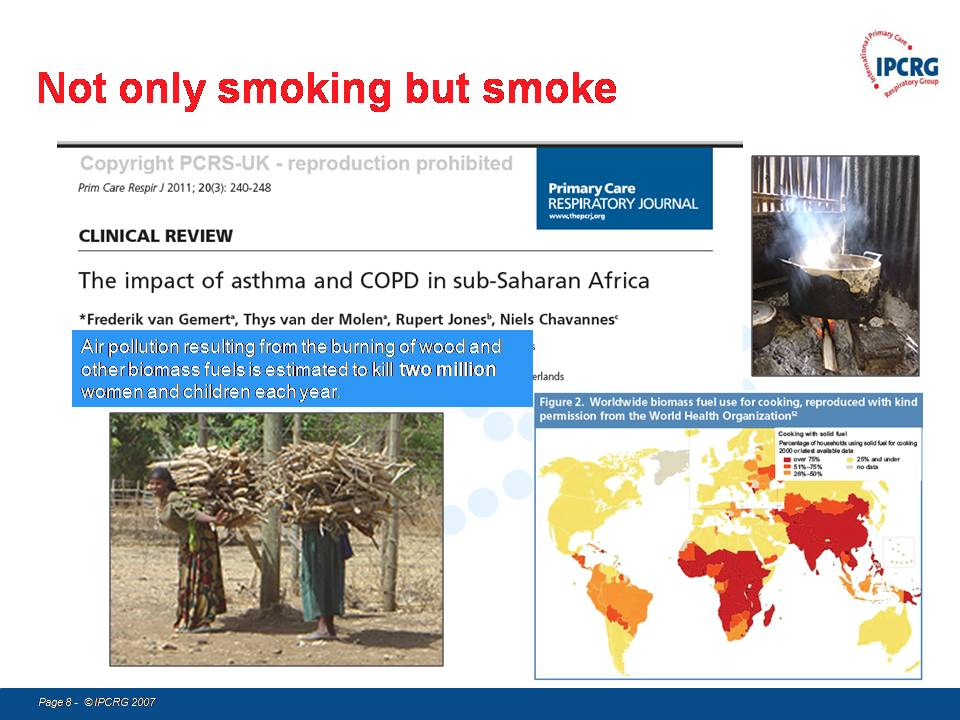 Not only smoking but smoke
International Primary Care
IPCRG
Respiratory Group
Copyright PCRS-UK - reproduction prohibited
Prim Care Respir J 2011; 20(3): 240-248
Primary Care
RESPIRATORY JOURNAL
www.thepcrj.org
CLINICAL REVIEW
The impact of asthma and COPD in sub-Saharan Africa
*Frederik van Gemertᵃ, Thys van der Molenᵃ, Rupert Jonesᵇ, Niels Chavannesᶜ
Air pollution resulting from the burning of wood and
other biomass fuels is estimated to kill two million
women and children each year.
erlands
Figure 2. Worldwide biomass fuel use for cooking, reproduced with kind
permission from the World Health Organization¹²
Cooking with solid fuel
Percentage of households using solid fuel for cooking
2000 or latest available data
over 75%
51%–75%
26%–50%
25% and under
no data
Page 8 - © IPCRG 2007